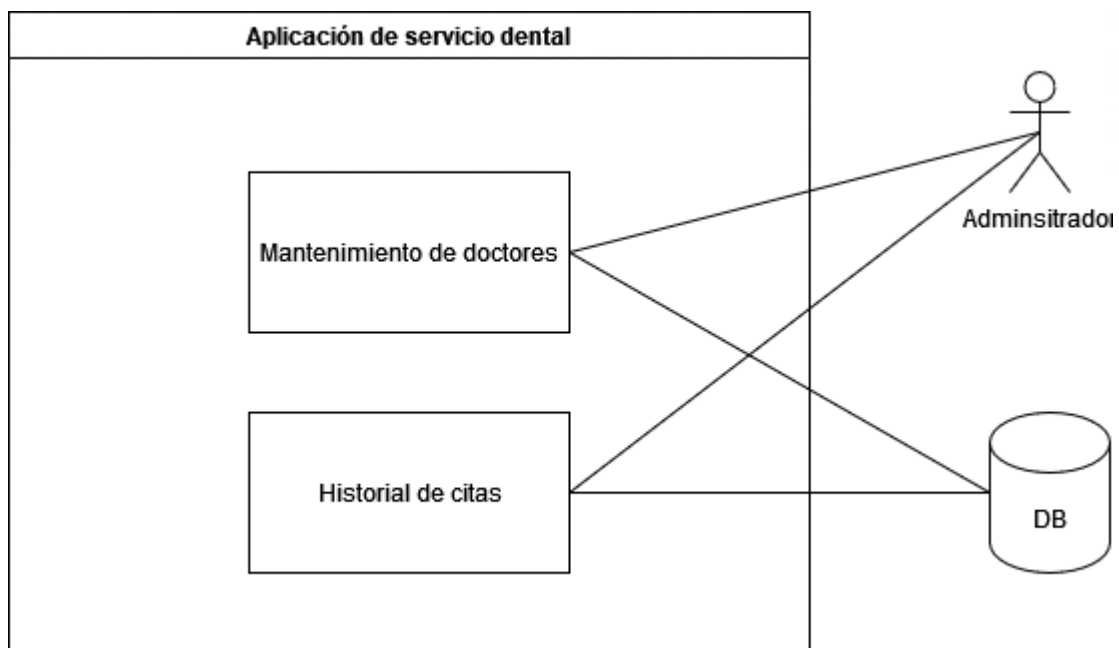 Aplicación de servicio dental
Adminsitrador
Mantenimiento de doctores
Historial de citas
DB